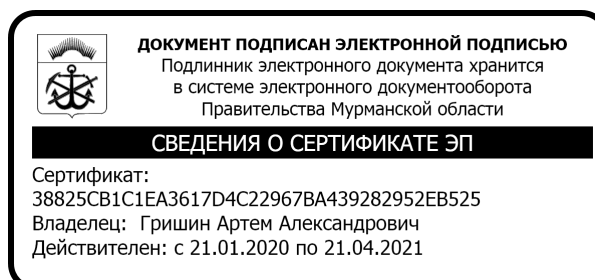 ДОКУМЕНТ ПОДПИСАН ЭЛЕКТРОННОЙ ПОДПИСЬЮ
Подлинник электронного документа хранится
в системе электронного документооборота
Правительства Мурманской области
СВЕДЕНИЯ О СЕРТИФИКАТЕ ЭП
Сертификат:
38825CB1C1EA3617D4C22967BA439282952EB525
Владелец: Гришин Артем Александрович
Действителен: с 21.01.2020 по 21.04.2021